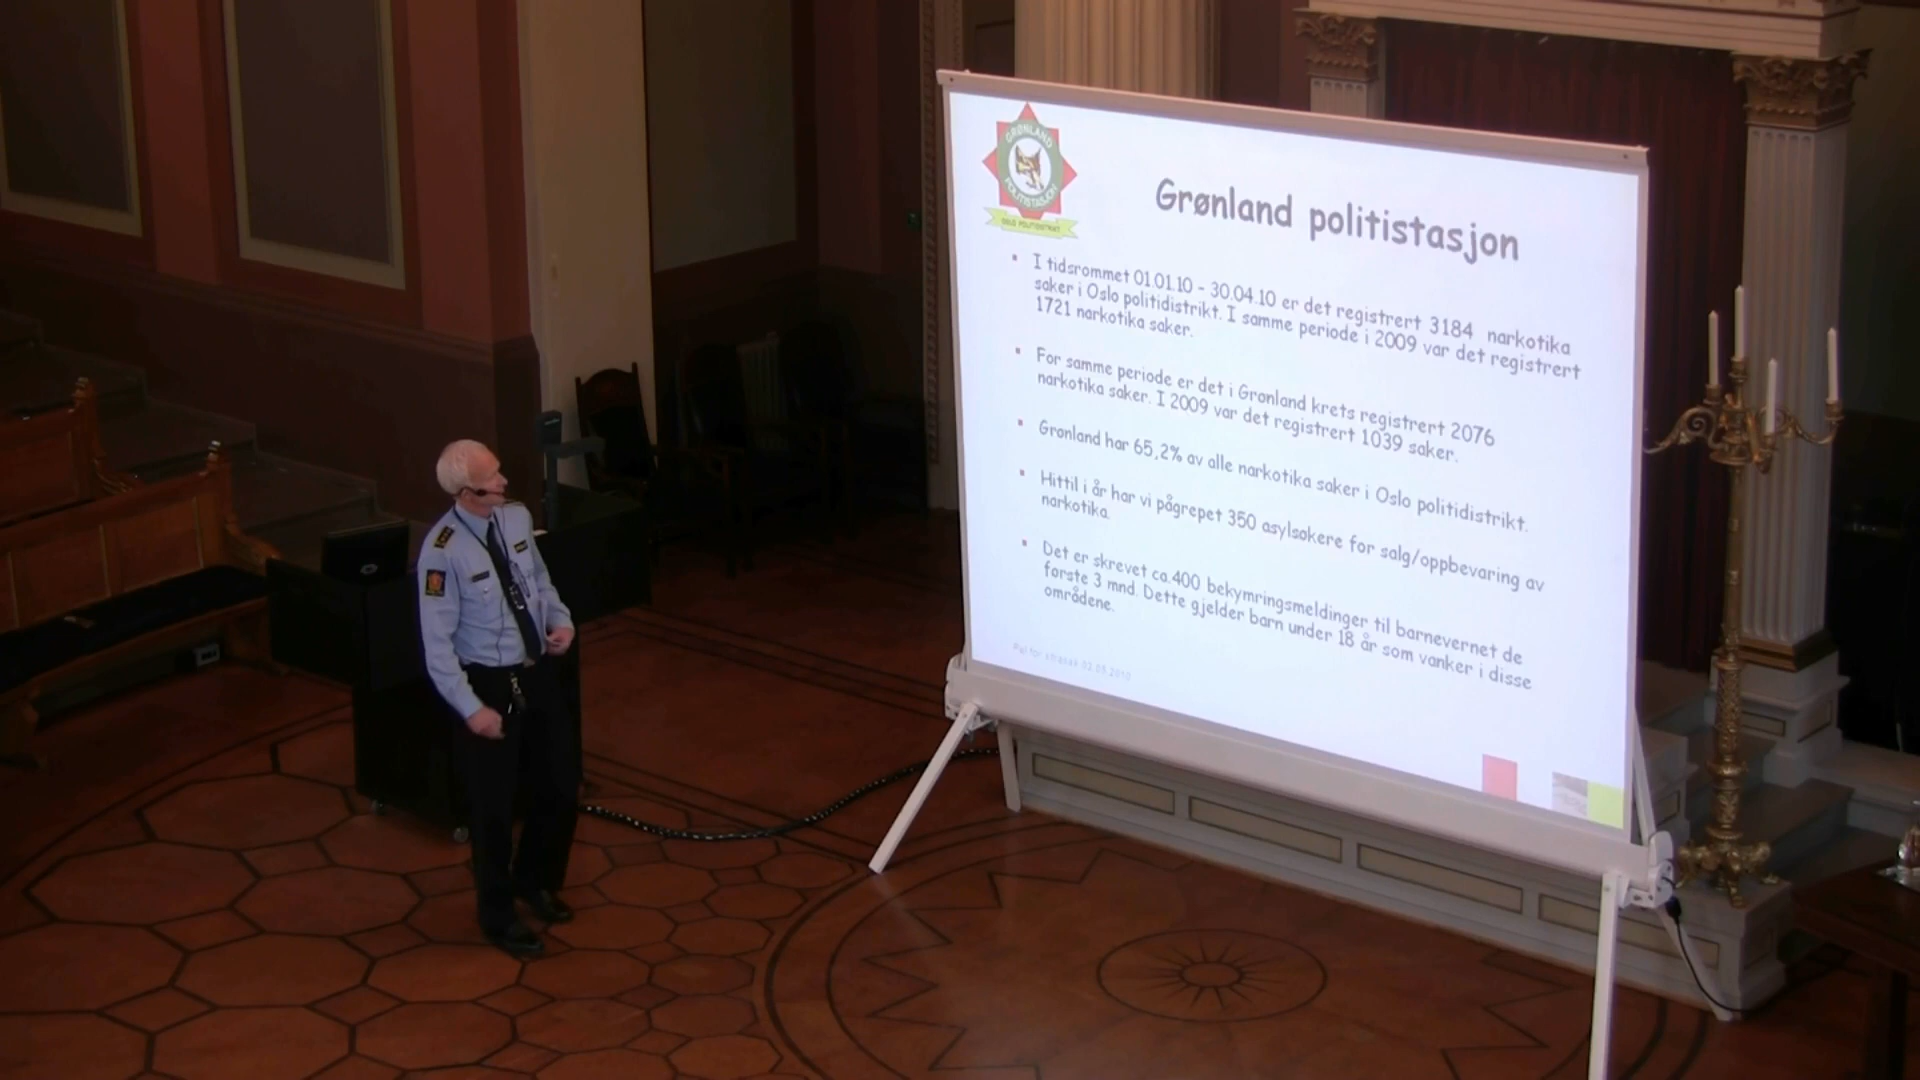 GRØNLAND
POLITISTASJON
OSLO POLITIDISTRIKT
Grønland politistasjon
I tidsrommet 01.01.10 - 30.04.10 er det registrert 3184 narkotika
saker i Oslo politidistrikt. I samme periode i 2009 var det registrert
1721 narkotika saker.
For samme periode er det i Grønland krets registrert 2076
narkotika saker. I 2009 var det registrert 1039 saker.
Grønland har 65,2% av alle narkotika saker i Oslo politidistrikt.
Hittil i år har vi pågrepet 350 asylsøkere for salg/oppbevaring av
narkotika.
Det er skrevet ca.400 bekymringsmeldinger til barnevernet de
første 3 mnd. Dette gjelder barn under 18 år som vanker i disse
områdene.